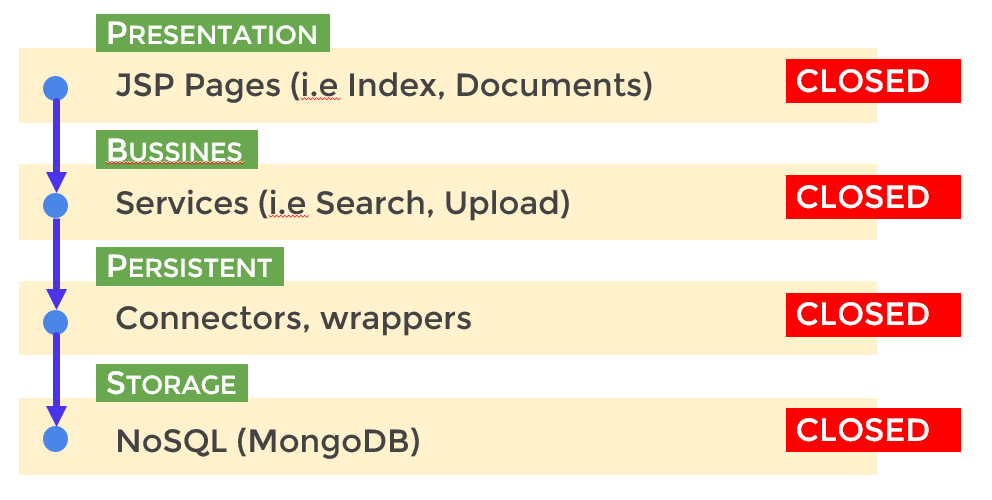 PRESENTATION
JSP Pages (i.e Index, Documents)
CLOSED
BUSSINES
Services (i.e Search, Upload)
CLOSED
PERSISTENT
Connectors, wrappers
CLOSED
STORAGE
NoSQL (MongoDB)
CLOSED